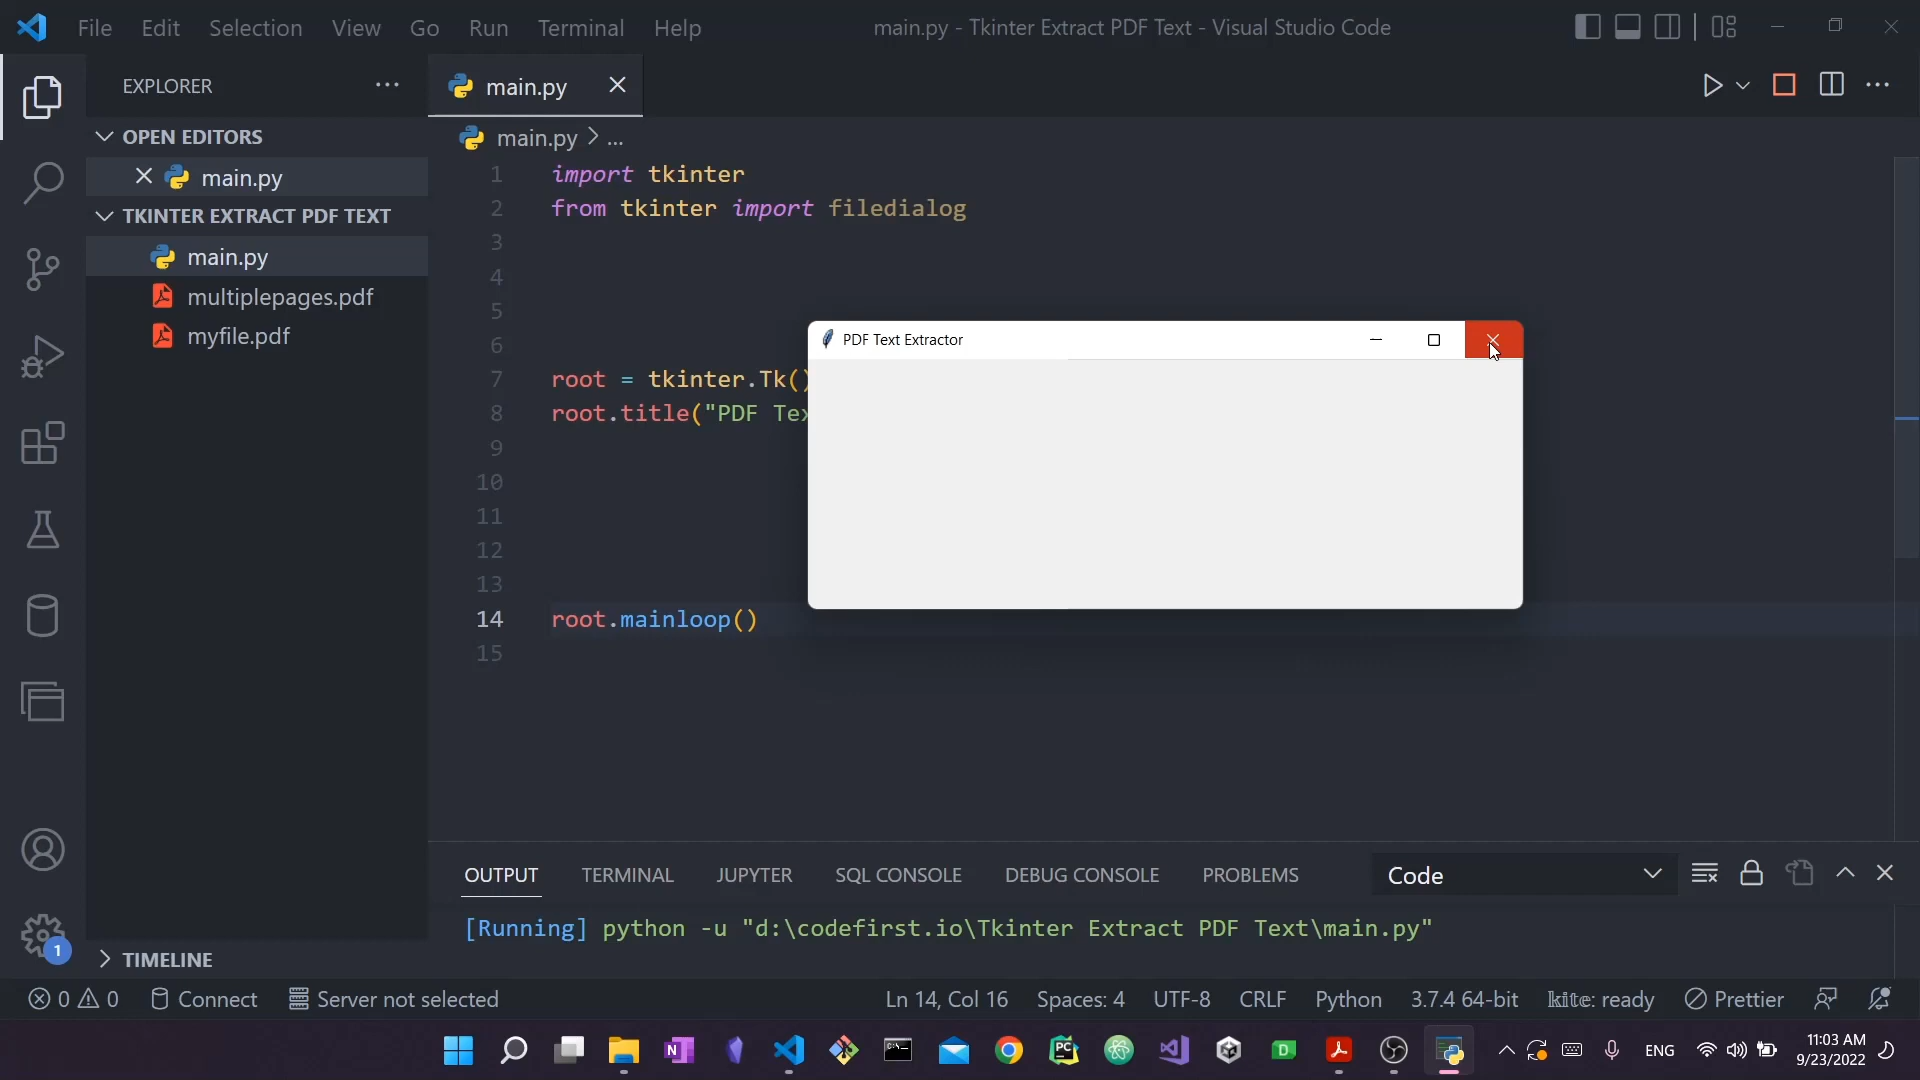 File Edit Selection View Go Run Terminal Help
main.py - Tkinter Extract PDF Text - Visual Studio Code
EXPLORER
OPEN EDITORS
main.py
TKINTER EXTRACT PDF TEXT
main.py
multiplepages.pdf
myfile.pdf
TIMELINE
main.py
main.py > ...
1 import tkinter
2 from tkinter import filedialog
3
4
5
6
7 root = tkinter.Tk()
8 root.title("PDF Tex
9
10
11
12
13
14 root.mainloop()
15
PDF Text Extractor
OUTPUT TERMINAL JUPYTER SQL CONSOLE DEBUG CONSOLE PROBLEMS
Code
[Running] python -u "d:\codefirst.io\Tkinter Extract PDF Text\main.py"
1
0 0 Connect Server not selected
Ln 14, Col 16 Spaces: 4 UTF-8 CRLF Python 3.7.4 64-bit kite: ready Prettier
ENG
11:03 AM
9/23/2022